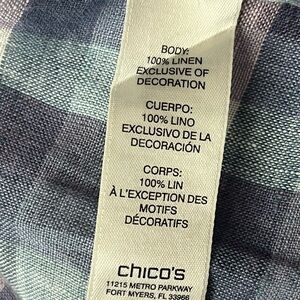 BODY:
100% LINEN
EXCLUSIVE OF
DECORATION
CUERPO:
100% LINO
EXCLUSIVO DE LA
DECORACIÓN
CORPS:
100% LIN
À L'EXCEPTION DES
MOTIFS
DÉCORATIFS
chico's
11215 METRO PARKWAY
FORT MYERS, FL 33966